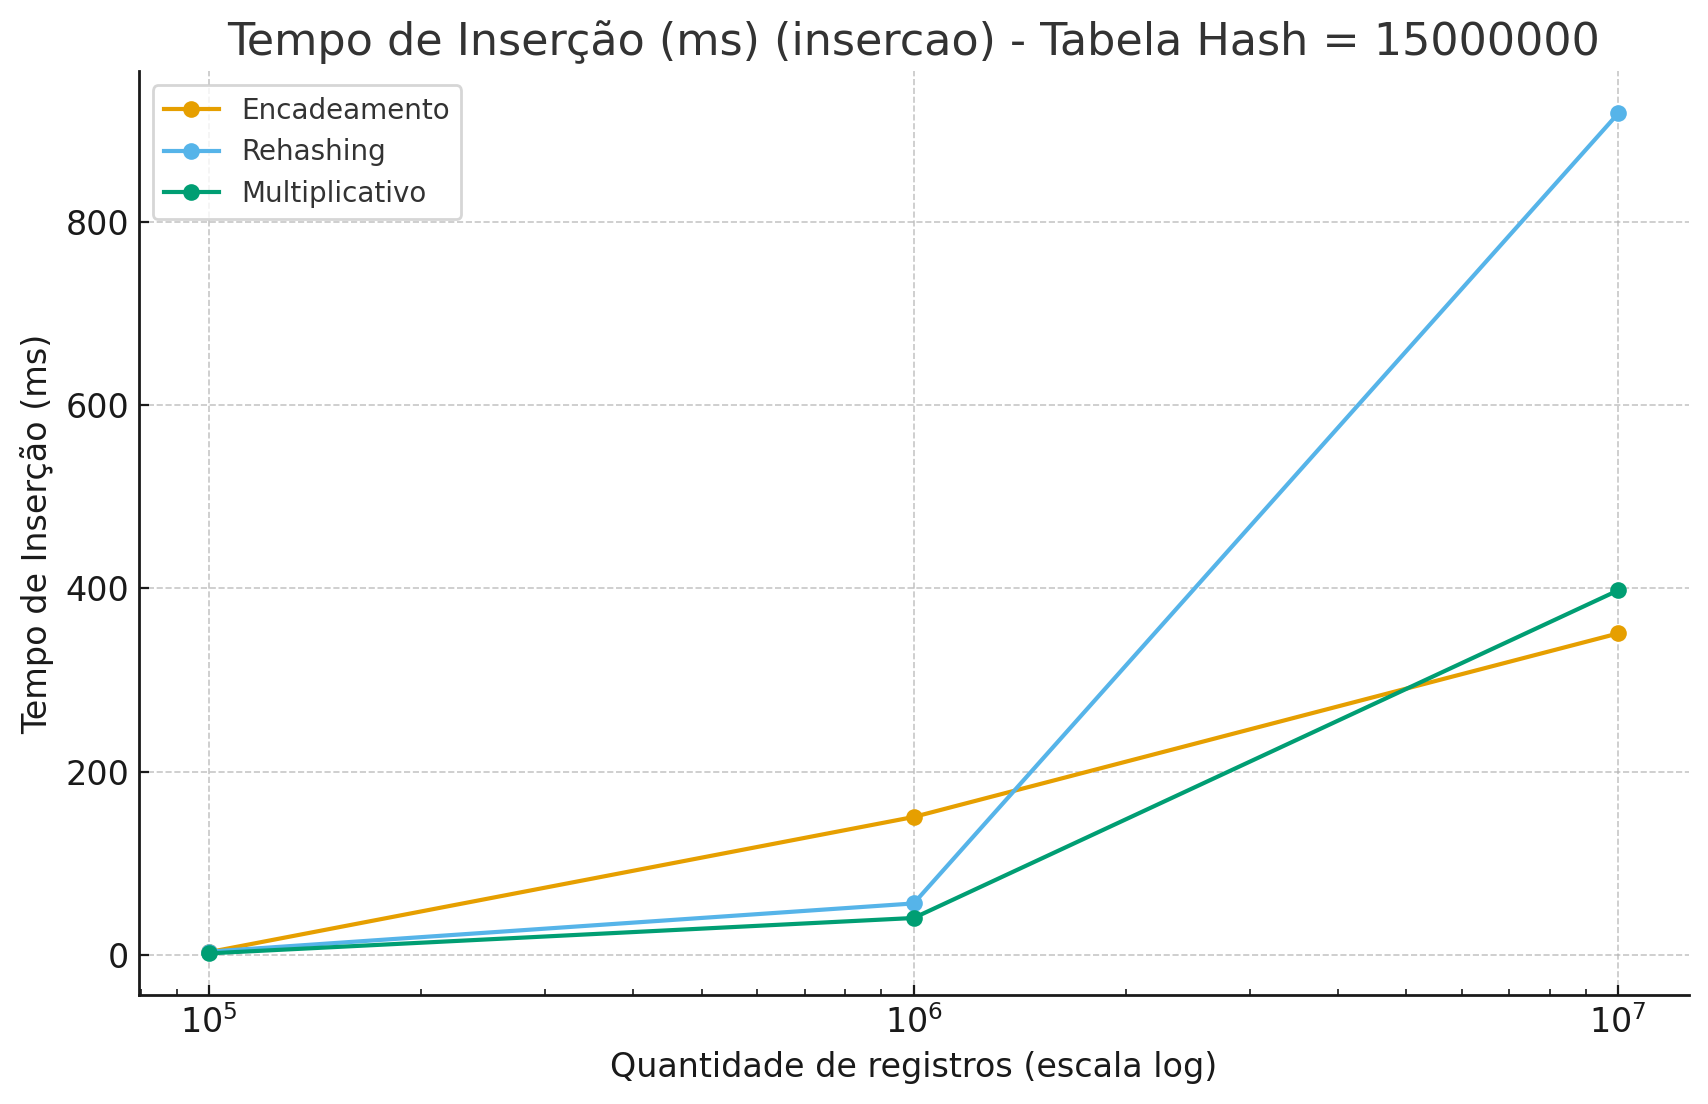 Tempo de Inserção (ms) (insercao) - Tabela Hash = 15000000
Encadeamento
Rehashing
Multiplicativo
Tempo de Inserção (ms)
800
600
400
200
0
10⁵
10⁶
10⁷
Quantidade de registros (escala log)